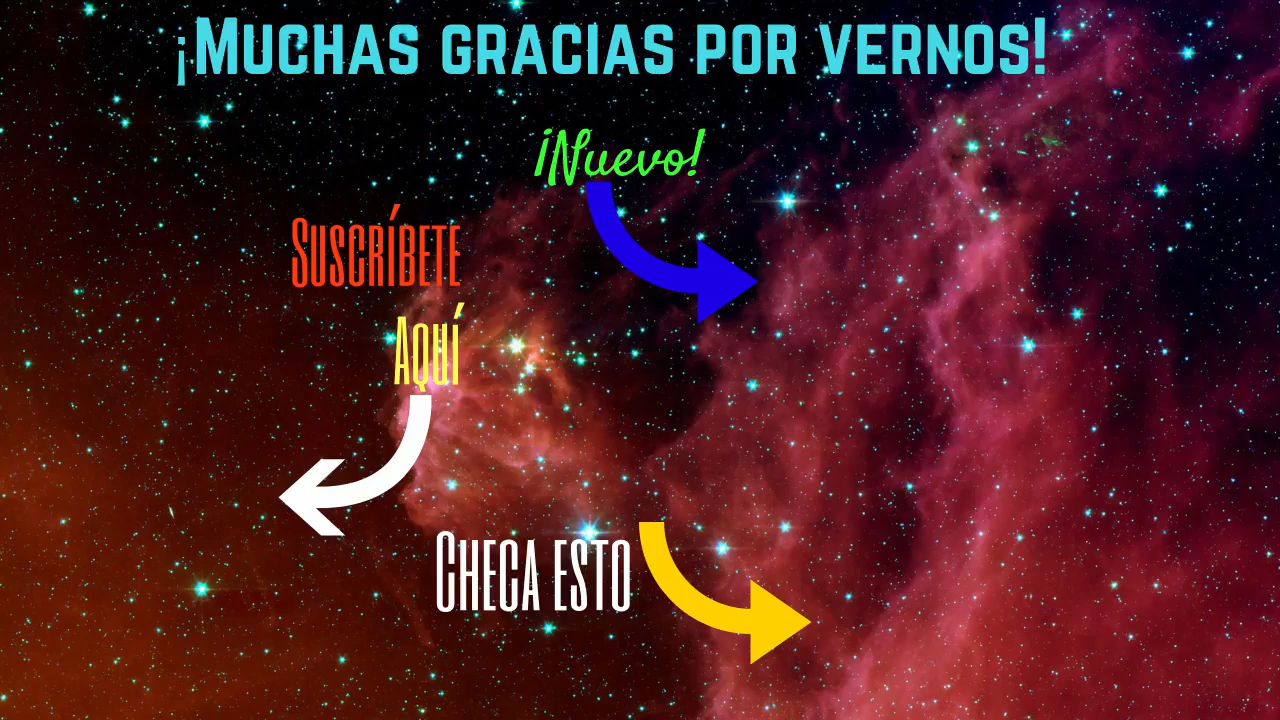 ¡Muchas gracias por vernos!
¡Nuevo!
Suscríbete
Aquí
Checa esto